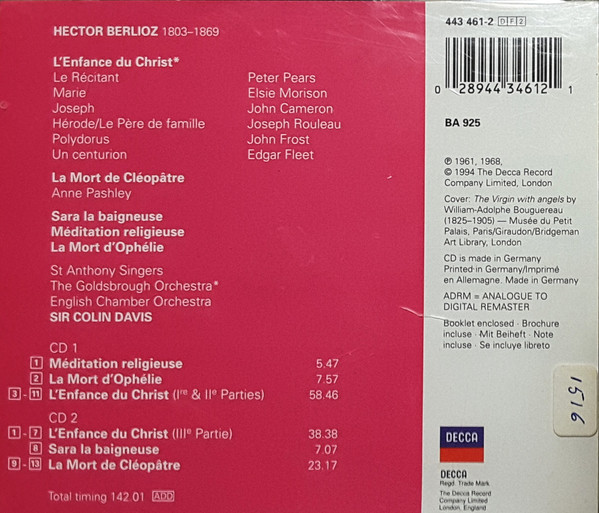 HECTOR BERLIOZ 1803–1869
L'Enfance du Christ*
Le Récitant Peter Pears
Marie Elsie Morison
Joseph John Cameron
Hérode/Le Père de famille Joseph Rouleau
Polydorus John Frost
Un centurion Edgar Fleet
La Mort de Cléopâtre
Anne Pashley
Sara la baigneuse
Méditation religieuse
La Mort d'Ophélie
St Anthony Singers
The Goldsbrough Orchestra*
English Chamber Orchestra
SIR COLIN DAVIS
CD 1
1 Méditation religieuse 5.47
2 La Mort d'Ophélie 7.57
3 - 11 L'Enfance du Christ (Ire & IIe Parties) 58.46
CD 2
1 - 7 L'Enfance du Christ (IIIe Partie) 38.38
8 Sara la baigneuse 7.07
9 - 13 La Mort de Cléopâtre 23.17
Total timing 142.01 ADD
443 461-2 D F 2
0 28944 34612 1
BA 925
℗ 1961, 1968,
© 1994 The Decca Record
Company Limited, London
Cover: The Virgin with angels by
William-Adolphe Bouguereau
(1825–1905) — Musée du Petit
Palais, Paris/Giraudon/Bridgeman
Art Library, London
CD is made in Germany
Printed in Germany/Imprimé
en Allemagne. Made in Germany
ADRM = ANALOGUE TO
DIGITAL REMASTER
Booklet enclosed · Brochure
incluse · Mit Beiheft · Note
incluse · Se incluye libreto
1516
DECCA
DECCA
Regd. Trade Mark.
The Decca Record
Company Limited
London, England